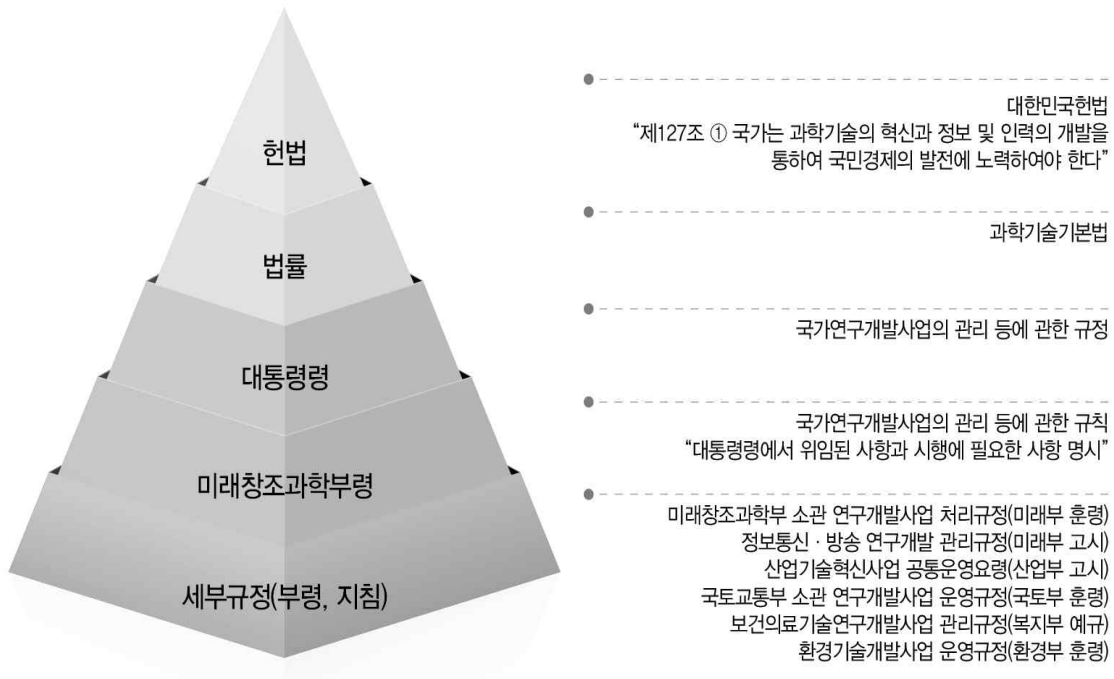 헌법
대한민국헌법
“제127조 ① 국가는 과학기술의 혁신과 정보 및 인력의 개발을
통하여 국민경제의 발전에 노력하여야 한다”
법률
과학기술기본법
대통령령
국가연구개발사업의 관리 등에 관한 규정
미래창조과학부령
국가연구개발사업의 관리 등에 관한 규칙
“대통령령에서 위임된 사항과 시행에 필요한 사항 명시”
세부규정(부령, 지침)
미래창조과학부 소관 연구개발사업 처리규정(미래부 훈령)
정보통신 · 방송 연구개발 관리규정(미래부 고시)
산업기술혁신사업 공통운영요령(산업부 고시)
국토교통부 소관 연구개발사업 운영규정(국토부 훈령)
보건의료기술연구개발사업 관리규정(복지부 예규)
환경기술개발사업 운영규정(환경부 훈령)